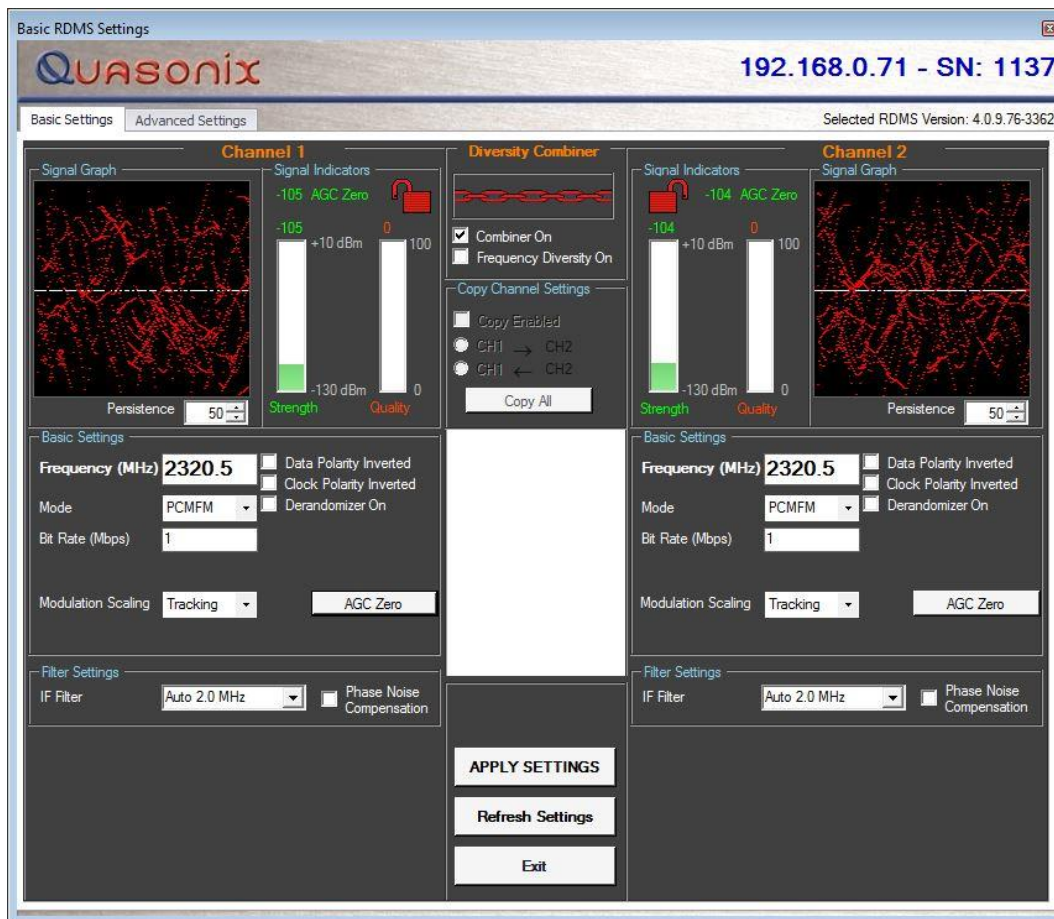 Basic RDMS Settings
Quasonix
192.168.0.71 - SN: 1137
Basic Settings
Advanced Settings
Selected RDMS Version: 4.0.9.76-3362
Channel 1
Signal Graph
Persistence
50
Signal Indicators
-105 AGC Zero
-105
0
+10 dBm
100
-130 dBm
0
Strength
Quality
Basic Settings
Frequency (MHz) 2320.5
Data Polarity Inverted
Clock Polarity Inverted
Mode
PCMFM
Derandomizer On
Bit Rate (Mbps)
1
Modulation Scaling
Tracking
AGC Zero
Filter Settings
IF Filter
Auto 2.0 MHz
Phase Noise
Compensation
Diversity Combiner
Combiner On
Frequency Diversity On
Copy Channel Settings
Copy Enabled
CH1 → CH2
CH1 ← CH2
Copy All
APPLY SETTINGS
Refresh Settings
Exit
Channel 2
Signal Indicators
-104 AGC Zero
-104
0
+10 dBm
100
-130 dBm
0
Strength
Quality
Signal Graph
Persistence
50
Basic Settings
Frequency (MHz) 2320.5
Data Polarity Inverted
Clock Polarity Inverted
Mode
PCMFM
Derandomizer On
Bit Rate (Mbps)
1
Modulation Scaling
Tracking
AGC Zero
Filter Settings
IF Filter
Auto 2.0 MHz
Phase Noise
Compensation